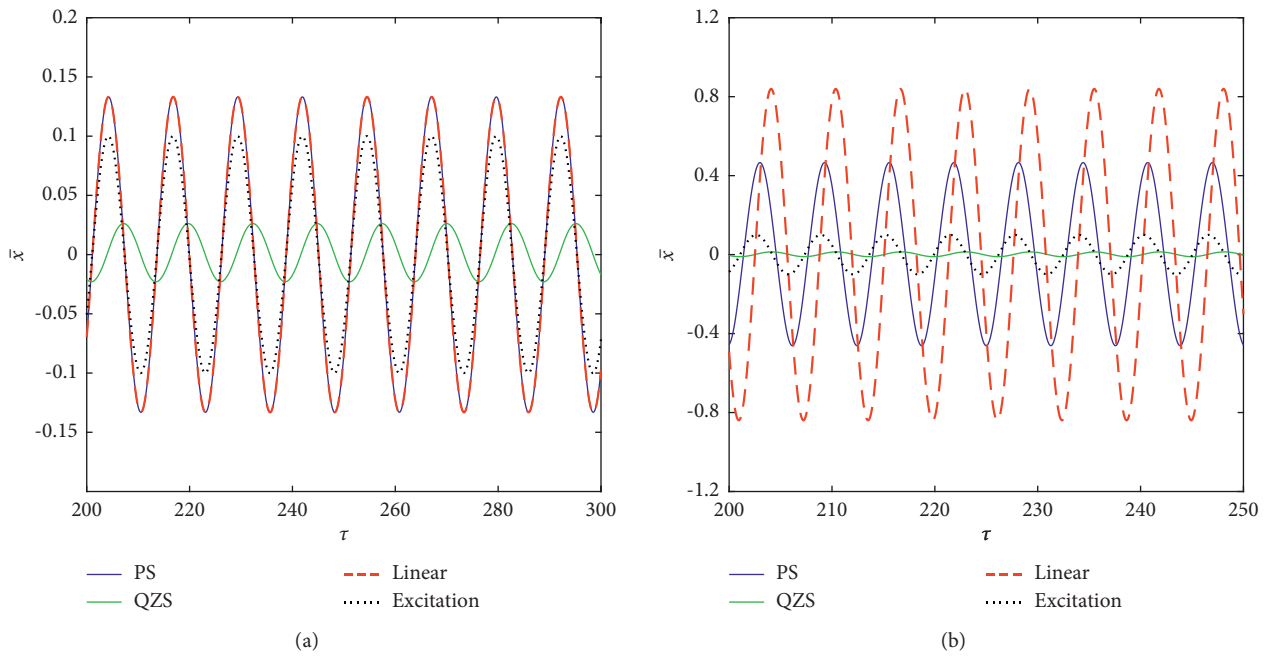 0.2
0.15
0.1
0.05
0
-0.05
-0.1
-0.15
x̄
200 220 240 260 280 300
τ
PS Linear
QZS Excitation
(a)
1.2
0.8
0.4
0
-0.4
-0.8
-1.2
x̄
200 210 220 230 240 250
τ
PS Linear
QZS Excitation
(b)